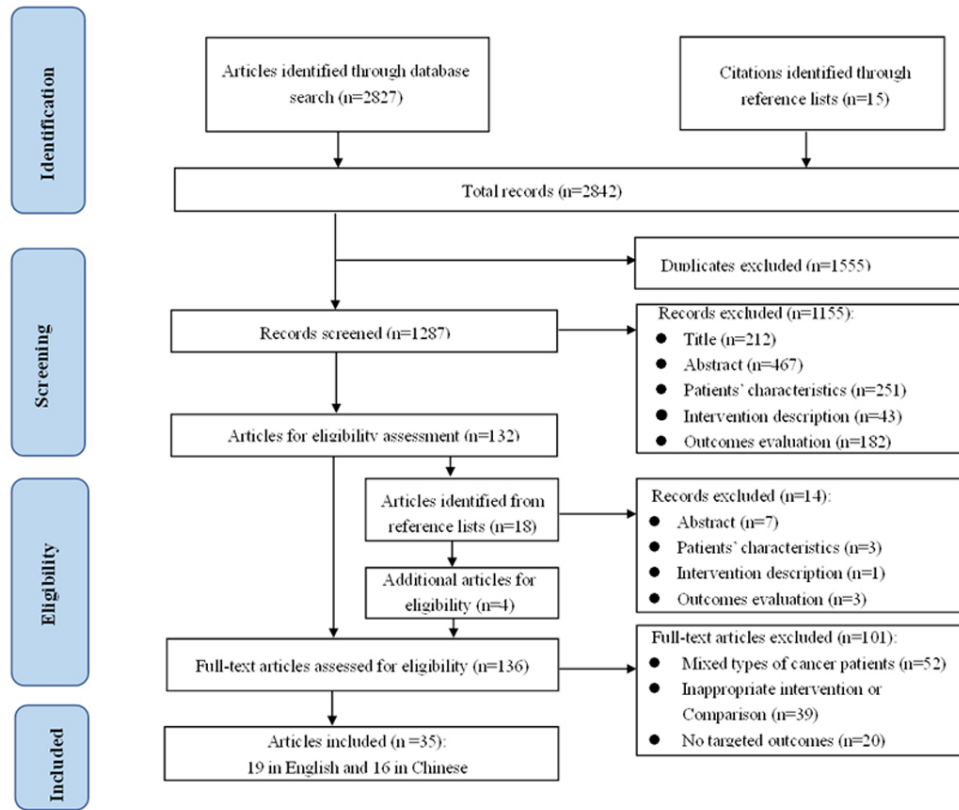 Identification
Articles identified through database
search (n=2827)
Citations identified through
reference lists (n=15)
Total records (n=2842)
Screening
Duplicates excluded (n=1555)
Records screened (n=1287)
Records excluded (n=1155):
● Title (n=212)
● Abstract (n=467)
● Patients' characteristics (n=251)
● Intervention description (n=43)
● Outcomes evaluation (n=182)
Articles for eligibility assessment (n=132)
Eligibility
Articles identified from
reference lists (n=18)
Records excluded (n=14):
● Abstract (n=7)
● Patients' characteristics (n=3)
● Intervention description (n=1)
● Outcomes evaluation (n=3)
Additional articles for
eligibility (n=4)
Full-text articles assessed for eligibility (n=136)
Full-text articles excluded (n=101):
● Mixed types of cancer patients (n=52)
● Inappropriate intervention or
Comparison (n=39)
● No targeted outcomes (n=20)
Included
Articles included (n =35):
19 in English and 16 in Chinese